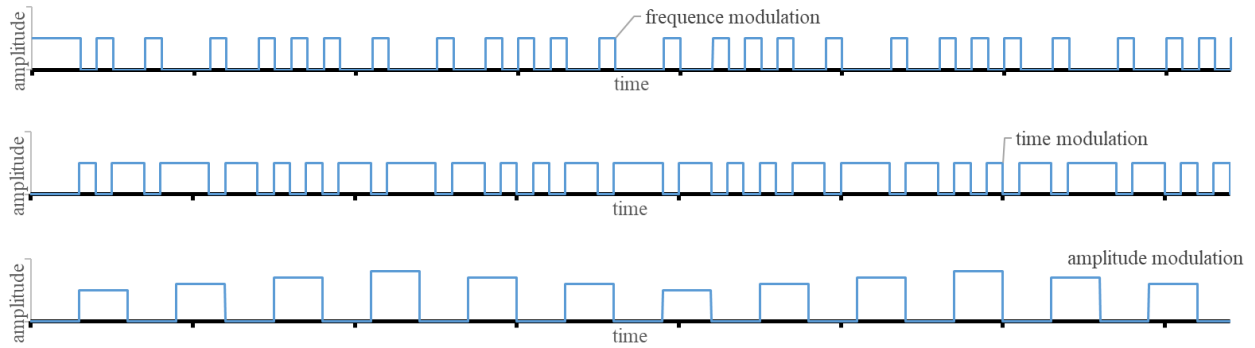 amplitude
frequence modulation
time
amplitude
time modulation
time
amplitude
amplitude modulation
time